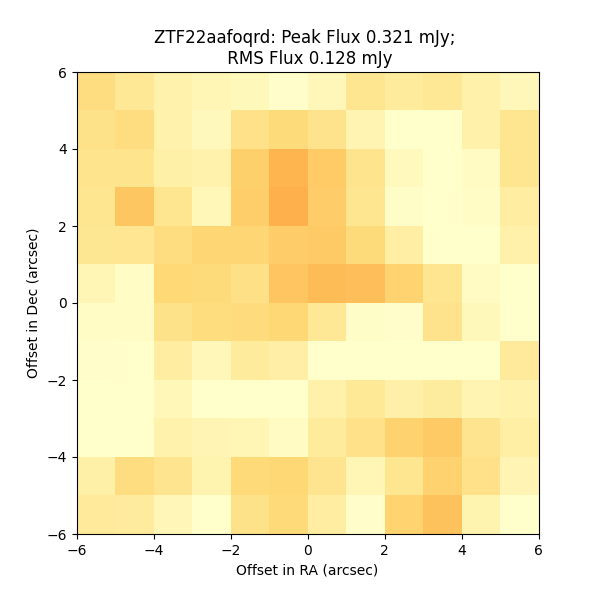 ZTF22aafoqrd: Peak Flux 0.321 mJy;
RMS Flux 0.128 mJy
6
4
2
0
−2
−4
−6
Offset in Dec (arcsec)
−6 −4 −2 0 2 4 6
Offset in RA (arcsec)